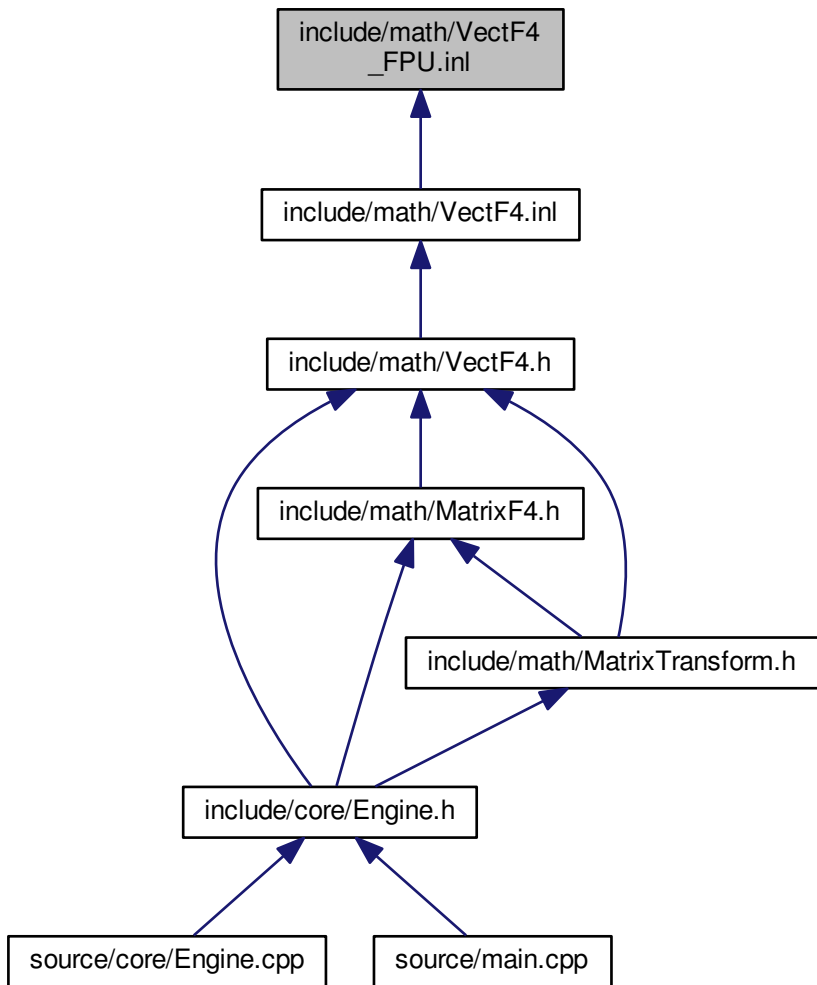 include/math/VectF4
_FPU.inl
include/math/VectF4.inl
include/math/VectF4.h
include/math/MatrixF4.h
include/math/MatrixTransform.h
include/core/Engine.h
source/core/Engine.cpp
source/main.cpp